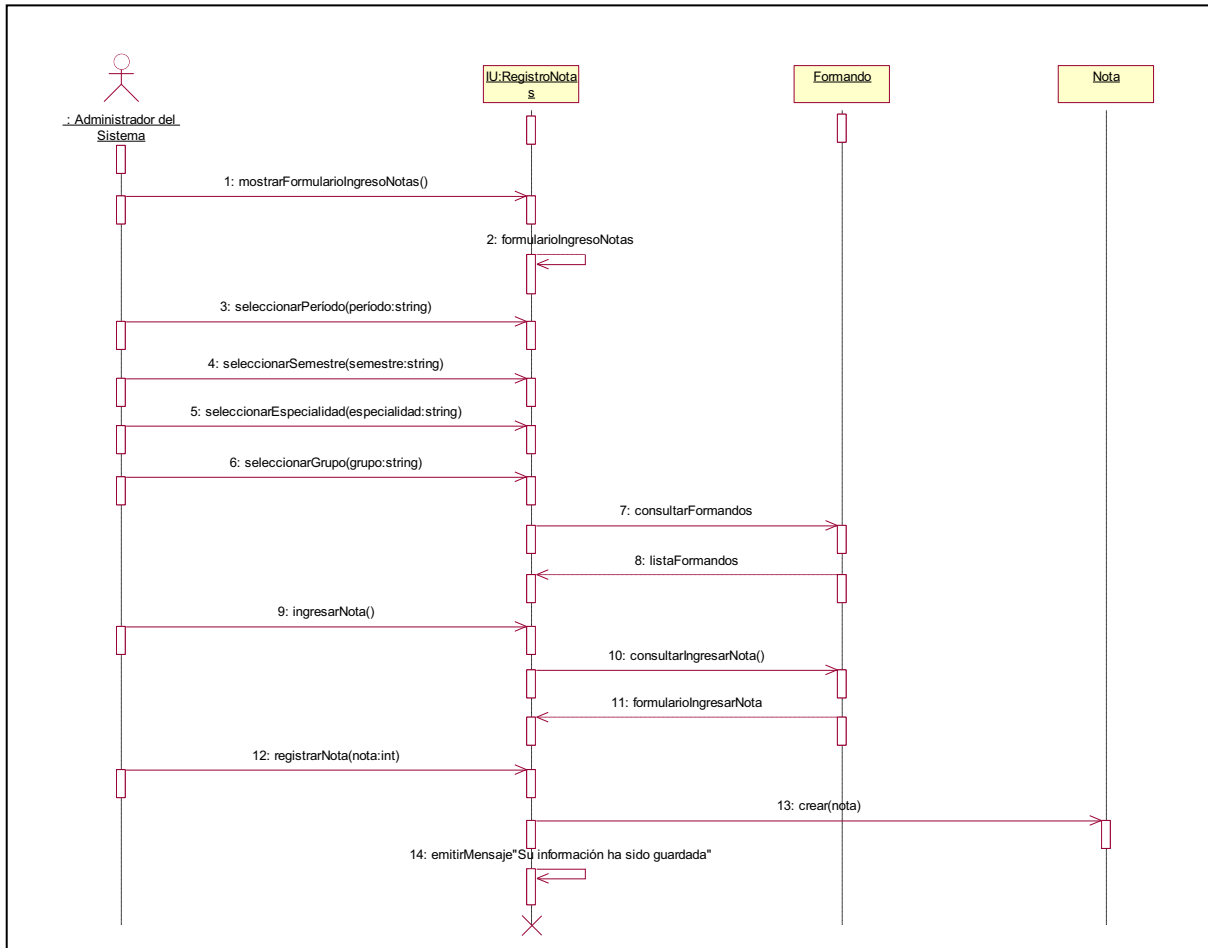 IU:RegistroNota
s
Formando
Nota
: Administrador del
Sistema
1: mostrarFormularioIngresoNotas()
2: formularioIngresoNotas
3: seleccionarPeríodo(período:string)
4: seleccionarSemestre(semestre:string)
5: seleccionarEspecialidad(especialidad:string)
6: seleccionarGrupo(grupo:string)
7: consultarFormandos
8: listaFormandos
9: ingresarNota()
10: consultarIngresarNota()
11: formularioIngresarNota
12: registrarNota(nota:int)
13: crear(nota)
14: emitirMensaje"Su información ha sido guardada"